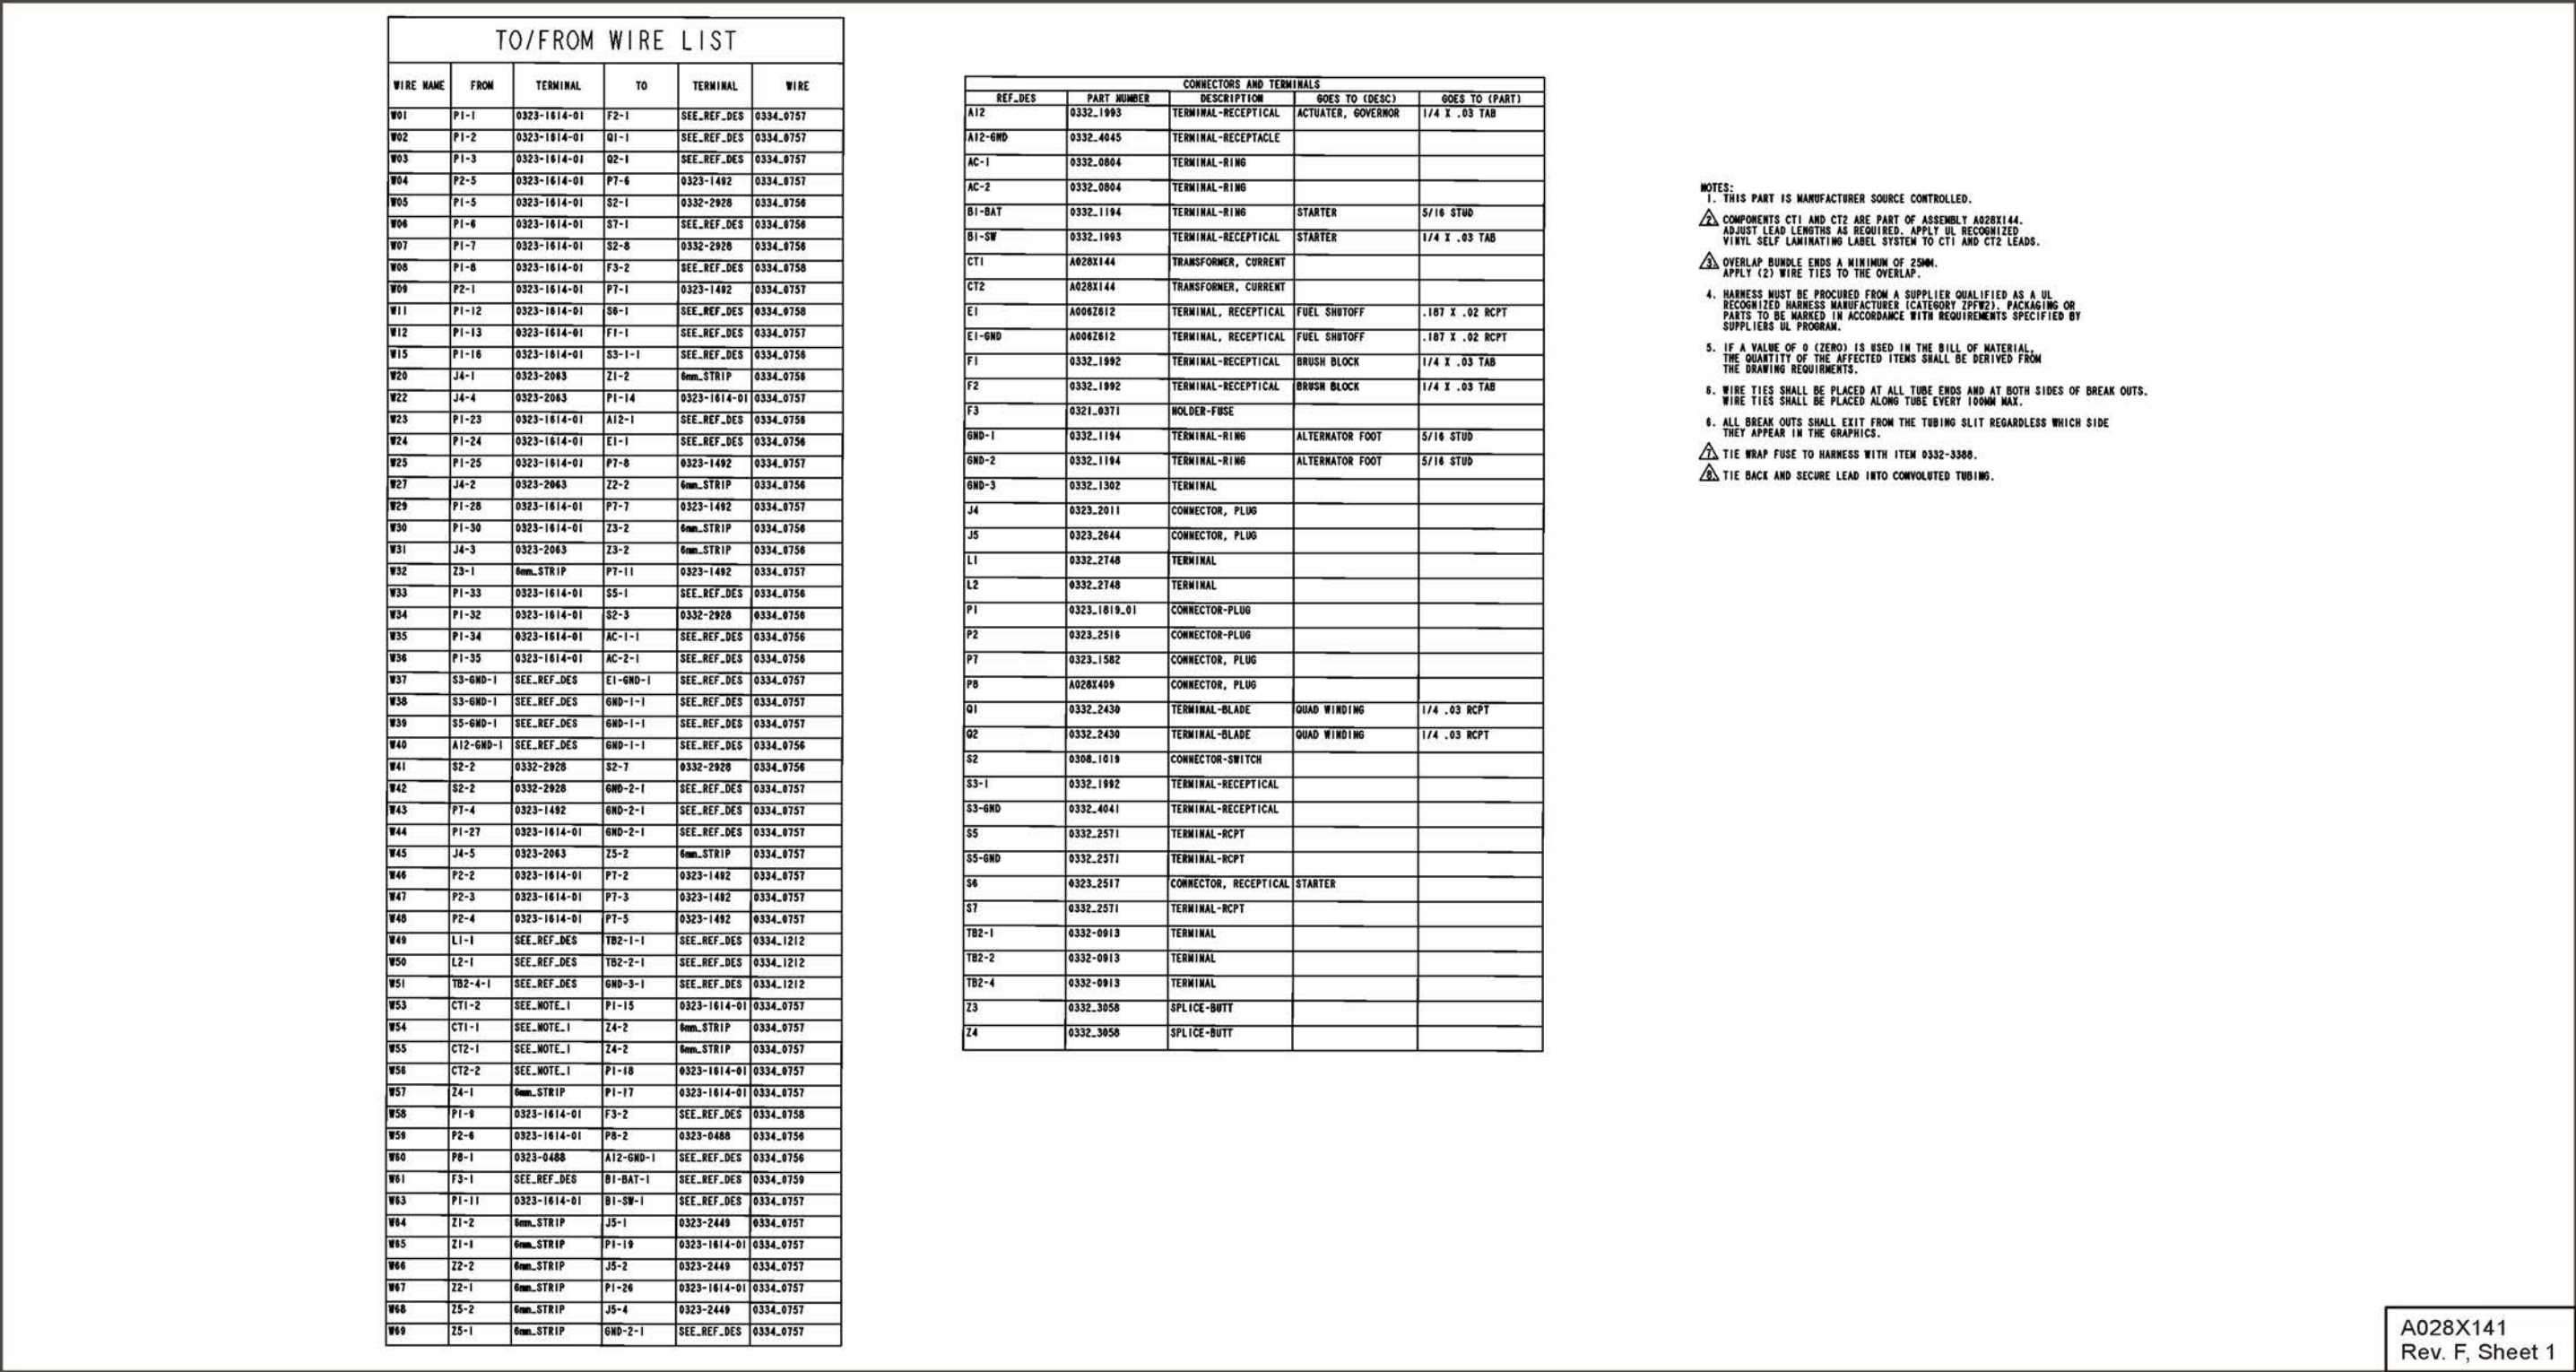 TO/FROM WIRE LIST
WIRE NAME FROM TERMINAL TO TERMINAL WIRE
W01 P1-1 0323-1614-01 F2-1 SEE_REF_DES 0334_0757
W02 P1-2 0323-1614-01 Q1-1 SEE_REF_DES 0334_0757
W03 P1-3 0323-1614-01 Q2-1 SEE_REF_DES 0334_0757
W04 P2-5 0323-1614-01 P7-6 0323-1492 0334_0757
W05 P1-5 0323-1614-01 S2-1 0332-2928 0334_0756
W06 P1-6 0323-1614-01 S7-1 SEE_REF_DES 0334_0756
W07 P1-7 0323-1614-01 S2-8 0332-2928 0334_0756
W08 P1-8 0323-1614-01 F3-2 SEE_REF_DES 0334_0758
W09 P2-1 0323-1614-01 P7-1 0323-1492 0334_0757
W11 P1-12 0323-1614-01 S6-1 SEE_REF_DES 0334_0758
W12 P1-13 0323-1614-01 F1-1 SEE_REF_DES 0334_0757
W15 P1-16 0323-1614-01 S3-1-1 SEE_REF_DES 0334_0756
W20 J4-1 0323-2063 Z1-2 6mm_STRIP 0334_0756
W22 J4-4 0323-2063 P1-14 0323-1614-01 0334_0757
W23 P1-23 0323-1614-01 A12-1 SEE_REF_DES 0334_0756
W24 P1-24 0323-1614-01 E1-1 SEE_REF_DES 0334_0756
W25 P1-25 0323-1614-01 P7-8 0323-1492 0334_0757
W27 J4-2 0323-2063 Z2-2 6mm_STRIP 0334_0756
W29 P1-28 0323-1614-01 P7-7 0323-1492 0334_0757
W30 P1-30 0323-1614-01 Z3-2 6mm_STRIP 0334_0756
W31 J4-3 0323-2063 Z3-2 6mm_STRIP 0334_0756
W32 Z3-1 6mm_STRIP P7-11 0323-1492 0334_0757
W33 P1-33 0323-1614-01 S5-1 SEE_REF_DES 0334_0756
W34 P1-32 0323-1614-01 S2-3 0332-2928 0334_0756
W35 P1-34 0323-1614-01 AC-1-1 SEE_REF_DES 0334_0756
W36 P1-35 0323-1614-01 AC-2-1 SEE_REF_DES 0334_0756
W37 S3-GND-1 SEE_REF_DES E1-GND-1 SEE_REF_DES 0334_0757
W38 S3-GND-1 SEE_REF_DES GND-1-1 SEE_REF_DES 0334_0757
W39 S5-GND-1 SEE_REF_DES GND-1-1 SEE_REF_DES 0334_0757
W40 A12-GND-1 SEE_REF_DES GND-1-1 SEE_REF_DES 0334_0756
W41 S2-2 0332-2928 S2-7 0332-2928 0334_0756
W42 S2-2 0332-2928 GND-2-1 SEE_REF_DES 0334_0757
W43 P7-4 0323-1492 GND-2-1 SEE_REF_DES 0334_0757
W44 P1-27 0323-1614-01 GND-2-1 SEE_REF_DES 0334_0757
W45 J4-5 0323-2063 Z5-2 6mm_STRIP 0334_0757
W46 P2-2 0323-1614-01 P7-2 0323-1492 0334_0757
W47 P2-3 0323-1614-01 P7-3 0323-1492 0334_0757
W48 P2-4 0323-1614-01 P7-5 0323-1492 0334_0757
W49 L1-1 SEE_REF_DES TB2-1-1 SEE_REF_DES 0334_1212
W50 L2-1 SEE_REF_DES TB2-2-1 SEE_REF_DES 0334_1212
W51 TB2-4-1 SEE_REF_DES GND-3-1 SEE_REF_DES 0334_1212
W53 CT1-2 SEE_NOTE_1 P1-15 0323-1614-01 0334_0757
W54 CT1-1 SEE_NOTE_1 Z4-2 6mm_STRIP 0334_0757
W55 CT2-1 SEE_NOTE_1 Z4-2 6mm_STRIP 0334_0757
W56 CT2-2 SEE_NOTE_1 P1-18 0323-1614-01 0334_0757
W57 Z4-1 6mm_STRIP P1-17 0323-1614-01 0334_0757
W58 P1-9 0323-1614-01 F3-2 SEE_REF_DES 0334_0758
W59 P2-6 0323-1614-01 P8-2 0323-0488 0334_0756
W60 P8-1 0323-0488 A12-GND-1 SEE_REF_DES 0334_0756
W61 F3-1 SEE_REF_DES B1-BAT-1 SEE_REF_DES 0334_0759
W63 P1-11 0323-1614-01 B1-SW-1 SEE_REF_DES 0334_0757
W64 Z1-2 6mm_STRIP J5-1 0323-2449 0334_0757
W65 Z1-1 6mm_STRIP P1-19 0323-1614-01 0334_0757
W66 Z2-2 6mm_STRIP J5-2 0323-2449 0334_0757
W67 Z2-1 6mm_STRIP P1-26 0323-1614-01 0334_0757
W68 Z5-2 6mm_STRIP J5-4 0323-2449 0334_0757
W69 Z5-1 6mm_STRIP GND-2-1 SEE_REF_DES 0334_0757
CONNECTORS AND TERMINALS
REF_DES PART NUMBER DESCRIPTION GOES TO (DESC) GOES TO (PART)
A12 0332_1993 TERMINAL-RECEPTICAL ACTUATER, GOVERNOR 1/4 X .03 TAB
A12-GND 0332_4045 TERMINAL-RECEPTACLE
AC-1 0332_0804 TERMINAL-RING
AC-2 0332_0804 TERMINAL-RING
B1-BAT 0332_1194 TERMINAL-RING STARTER 5/16 STUD
B1-SW 0332_1993 TERMINAL-RECEPTICAL STARTER 1/4 X .03 TAB
CT1 A028X144 TRANSFORMER, CURRENT
CT2 A028X144 TRANSFORMER, CURRENT
E1 A006Z612 TERMINAL, RECEPTICAL FUEL SHUTOFF .187 X .02 RCPT
E1-GND A006Z612 TERMINAL, RECEPTICAL FUEL SHUTOFF .187 X .02 RCPT
F1 0332_1992 TERMINAL-RECEPTICAL BRUSH BLOCK 1/4 X .03 TAB
F2 0332_1992 TERMINAL-RECEPTICAL BRUSH BLOCK 1/4 X .03 TAB
F3 0321_0371 HOLDER-FUSE
GND-1 0332_1194 TERMINAL-RING ALTERNATOR FOOT 5/16 STUD
GND-2 0332_1194 TERMINAL-RING ALTERNATOR FOOT 5/16 STUD
GND-3 0332_1302 TERMINAL
J4 0323_2011 CONNECTOR, PLUG
J5 0323_2644 CONNECTOR, PLUG
L1 0332_2748 TERMINAL
L2 0332_2748 TERMINAL
P1 0323_1819_01 CONNECTOR-PLUG
P2 0323_2516 CONNECTOR-PLUG
P7 0323_1582 CONNECTOR, PLUG
P8 A028X409 CONNECTOR, PLUG
Q1 0332_2430 TERMINAL-BLADE QUAD WINDING 1/4 .03 RCPT
Q2 0332_2430 TERMINAL-BLADE QUAD WINDING 1/4 .03 RCPT
S2 0308_1019 CONNECTOR-SWITCH
S3-1 0332_1992 TERMINAL-RECEPTICAL
S3-GND 0332_4041 TERMINAL-RECEPTICAL
S5 0332_2571 TERMINAL-RCPT
S5-GND 0332_2571 TERMINAL-RCPT
S6 0323_2517 CONNECTOR, RECEPTICAL STARTER
S7 0332_2571 TERMINAL-RCPT
TB2-1 0332-0913 TERMINAL
TB2-2 0332-0913 TERMINAL
TB2-4 0332-0913 TERMINAL
Z3 0332_3058 SPLICE-BUTT
Z4 0332_3058 SPLICE-BUTT
NOTES:
1. THIS PART IS MANUFACTURER SOURCE CONTROLLED.
2 COMPONENTS CT1 AND CT2 ARE PART OF ASSEMBLY A028X144.
ADJUST LEAD LENGTHS AS REQUIRED. APPLY UL RECOGNIZED
VINYL SELF LAMINATING LABEL SYSTEM TO CT1 AND CT2 LEADS.
3 OVERLAP BUNDLE ENDS A MINIMUM OF 25MM.
APPLY (2) WIRE TIES TO THE OVERLAP.
4. HARNESS MUST BE PROCURED FROM A SUPPLIER QUALIFIED AS A UL
RECOGNIZED HARNESS MANUFACTURER (CATEGORY ZPFW2). PACKAGING OR
PARTS TO BE MARKED IN ACCORDANCE WITH REQUIREMENTS SPECIFIED BY
SUPPLIERS UL PROGRAM.
5. IF A VALUE OF 0 (ZERO) IS USED IN THE BILL OF MATERIAL,
THE QUANTITY OF THE AFFECTED ITEMS SHALL BE DERIVED FROM
THE DRAWING REQUIRMENTS.
6. WIRE TIES SHALL BE PLACED AT ALL TUBE ENDS AND AT BOTH SIDES OF BREAK OUTS.
WIRE TIES SHALL BE PLACED ALONG TUBE EVERY 100MM MAX.
6. ALL BREAK OUTS SHALL EXIT FROM THE TUBING SLIT REGARDLESS WHICH SIDE
THEY APPEAR IN THE GRAPHICS.
7 TIE WRAP FUSE TO HARNESS WITH ITEM 0332-3388.
8 TIE BACK AND SECURE LEAD INTO CONVOLUTED TUBING.
A028X141
Rev. F, Sheet 1